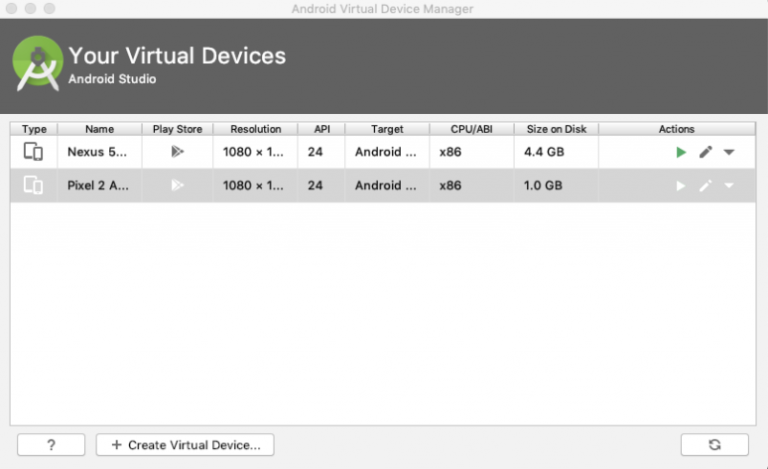 Android Virtual Device Manager
Your Virtual Devices
Android Studio
Type Name Play Store Resolution API Target CPU/ABI Size on Disk Actions
Nexus 5... 1080 × 1... 24 Android ... x86 4.4 GB
Pixel 2 A... 1080 × 1... 24 Android ... x86 1.0 GB
? + Create Virtual Device...